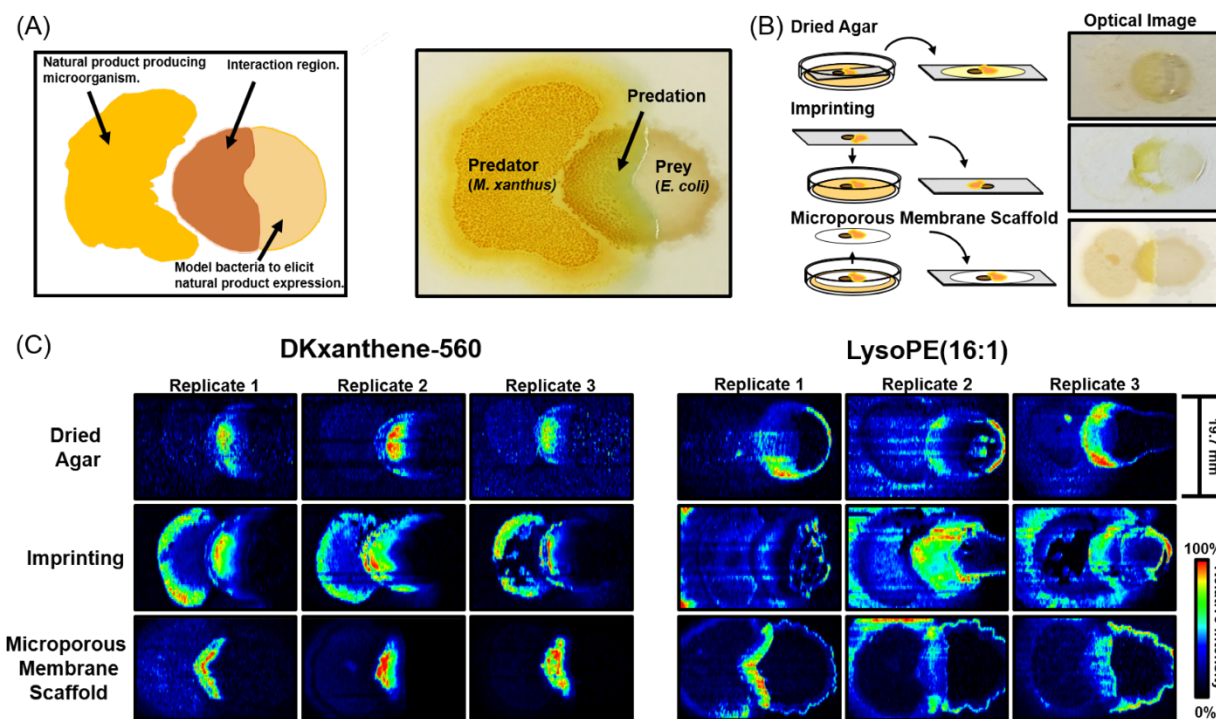 (A)
Natural product producing
microorganism.
Interaction region.
Model bacteria to elicit
natural product expression.
Predation
Predator
(M. xanthus)
Prey
(E. coli)
(B)
Dried Agar
Imprinting
Microporous Membrane Scaffold
Optical Image
(C)
DKxanthene-560
LysoPE(16:1)
Replicate 1
Replicate 2
Replicate 3
Replicate 1
Replicate 2
Replicate 3
Dried
Agar
Imprinting
Microporous
Membrane
Scaffold
mm
100%
0%